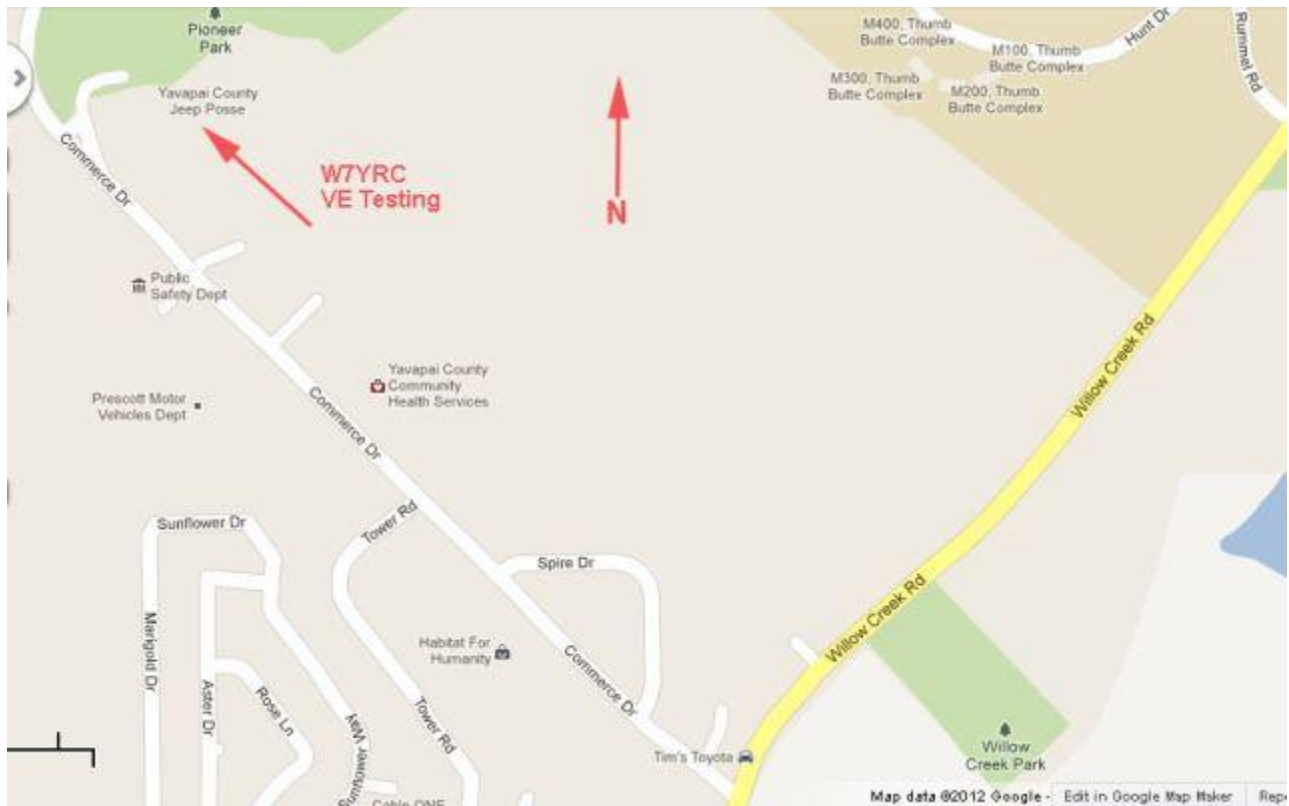 Pioneer
Park
M400, Thumb
Butte Complex
Hunt Dr
Rummel Rd
M100, Thumb
Butte Complex
M300, Thumb
Butte Complex
M200, Thumb
Butte Complex
Yavapai County
Jeep Posse
Commerce Dr
W7YRC
VE Testing
N
Public
Safety Dept
Willow Creek Rd
Yavapai County
Community
Health Services
Prescott Motor
Vehicles Dept
Commerce Dr
Sunflower Dr
Tower Rd
Spire Dr
Willow Creek Rd
Marigold Dr
Habitat For
Humanity
Commerce Dr
Aster Dr
Rose Ln
Tower Rd
Way
Tim's Toyota
Willow
Creek Park
Cable ONE
Map data ©2012 Google - Edit in Google Map Maker Rep